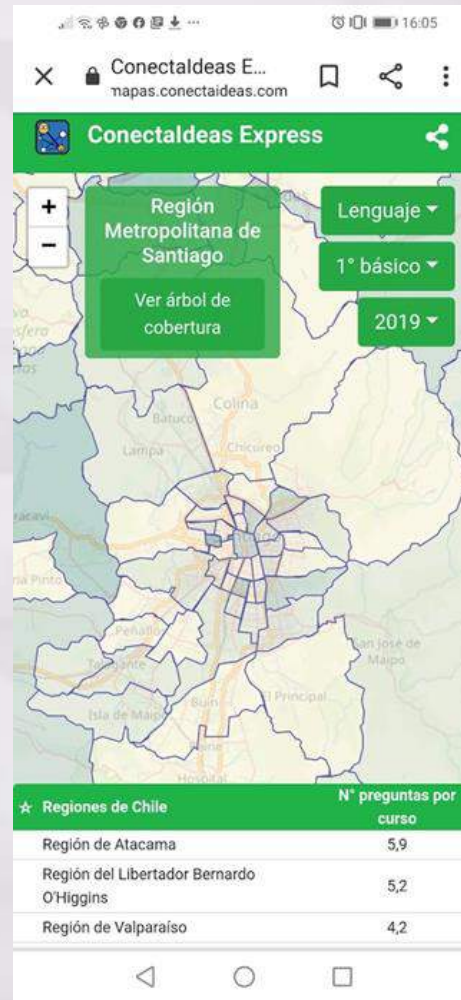 16:05
ConectaIdeas E...
mapas.conectaideas.com
ConectaIdeas Express
+
−
Región
Metropolitana de
Santiago
Ver árbol de
cobertura
Lenguaje
1° básico
2019
Colina
Batuco
Lampa
Chicureo
Peñaflor
Talagante
San José de
Maipo
Isla de Maipo
Buin
El Principal
Paine
Hospital
Regiones de Chile
N° preguntas por
curso
Región de Atacama
5,9
Región del Libertador Bernardo
O'Higgins
5,2
Región de Valparaíso
4,2